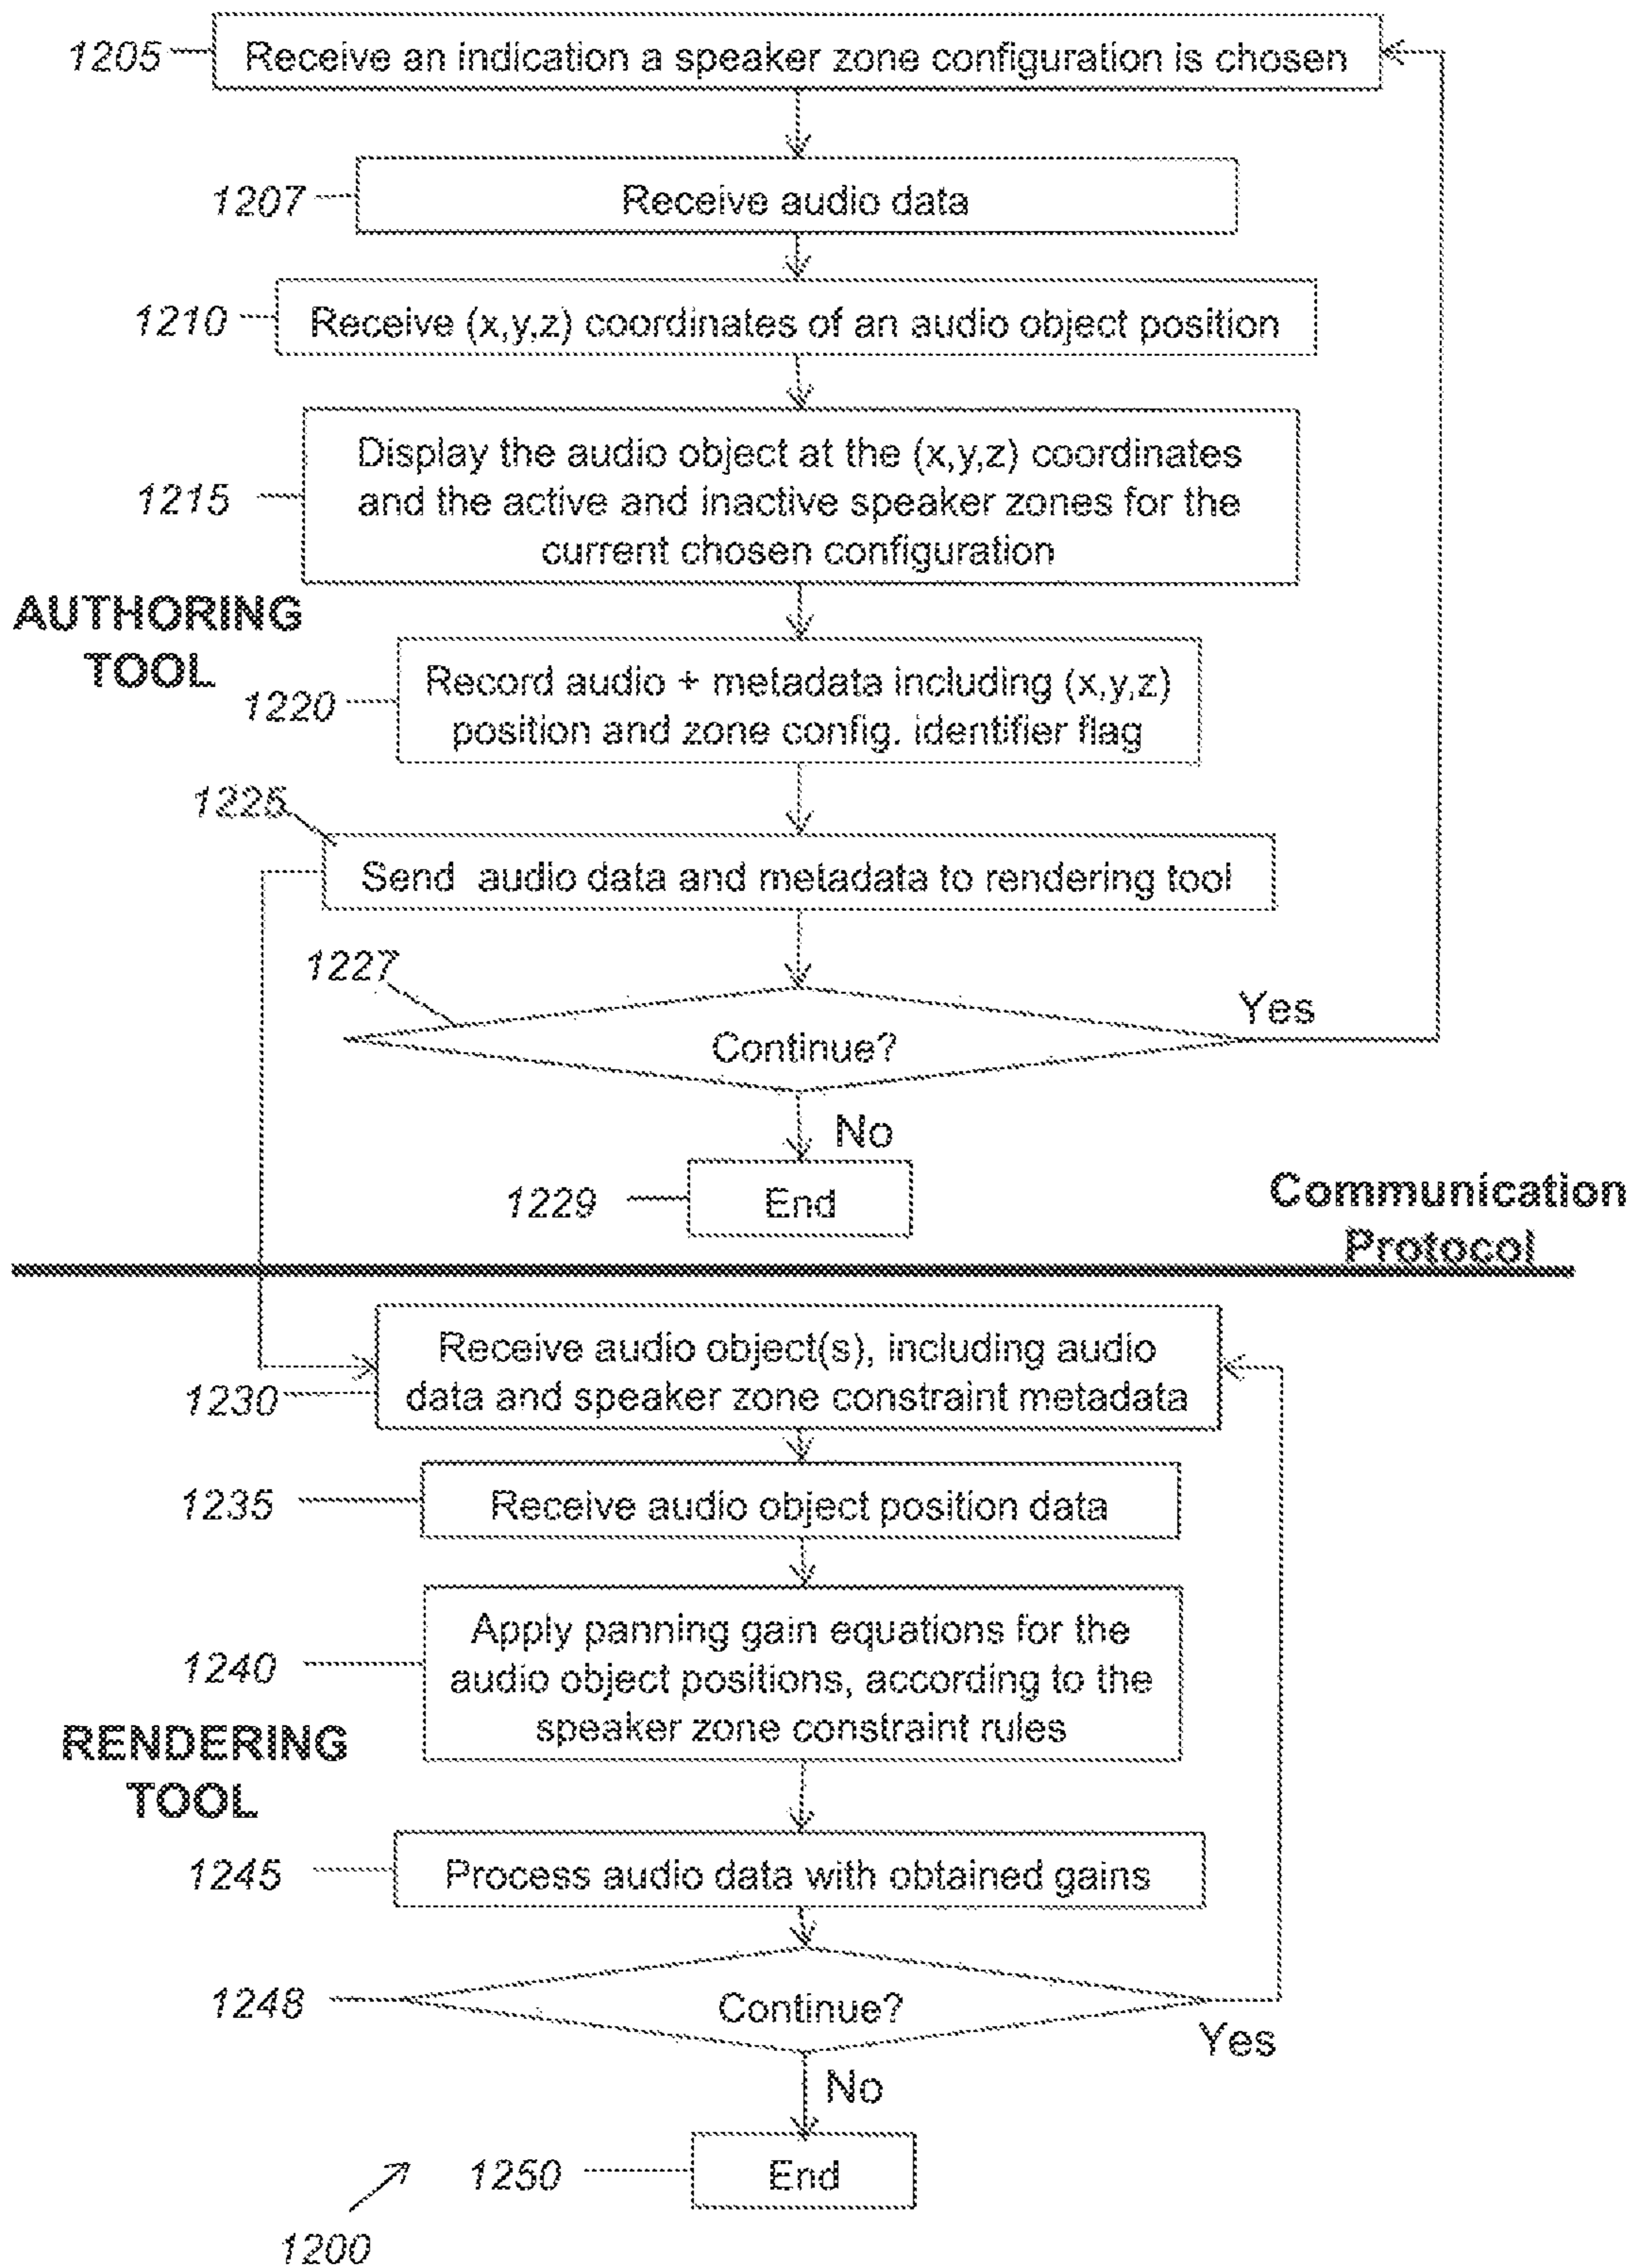 1205
Receive an indication a speaker zone configuration is chosen
1207
Receive audio data
1210
Receive (x,y,z) coordinates of an audio object position
1215
Display the audio object at the (x,y,z) coordinates
and the active and inactive speaker zones for the
current chosen configuration
AUTHORING
TOOL
1220
Record audio + metadata including (x,y,z)
position and zone config. identifier flag
1225
Send audio data and metadata to rendering tool
1227
Continue?
Yes
No
1229
End
Communication
Protocol
1230
Receive audio object(s), including audio
data and speaker zone constraint metadata
1235
Receive audio object position data
1240
Apply panning gain equations for the
audio object positions, according to the
speaker zone constraint rules
RENDERING
TOOL
1245
Process audio data with obtained gains
1248
Continue?
Yes
No
1250
End
1200